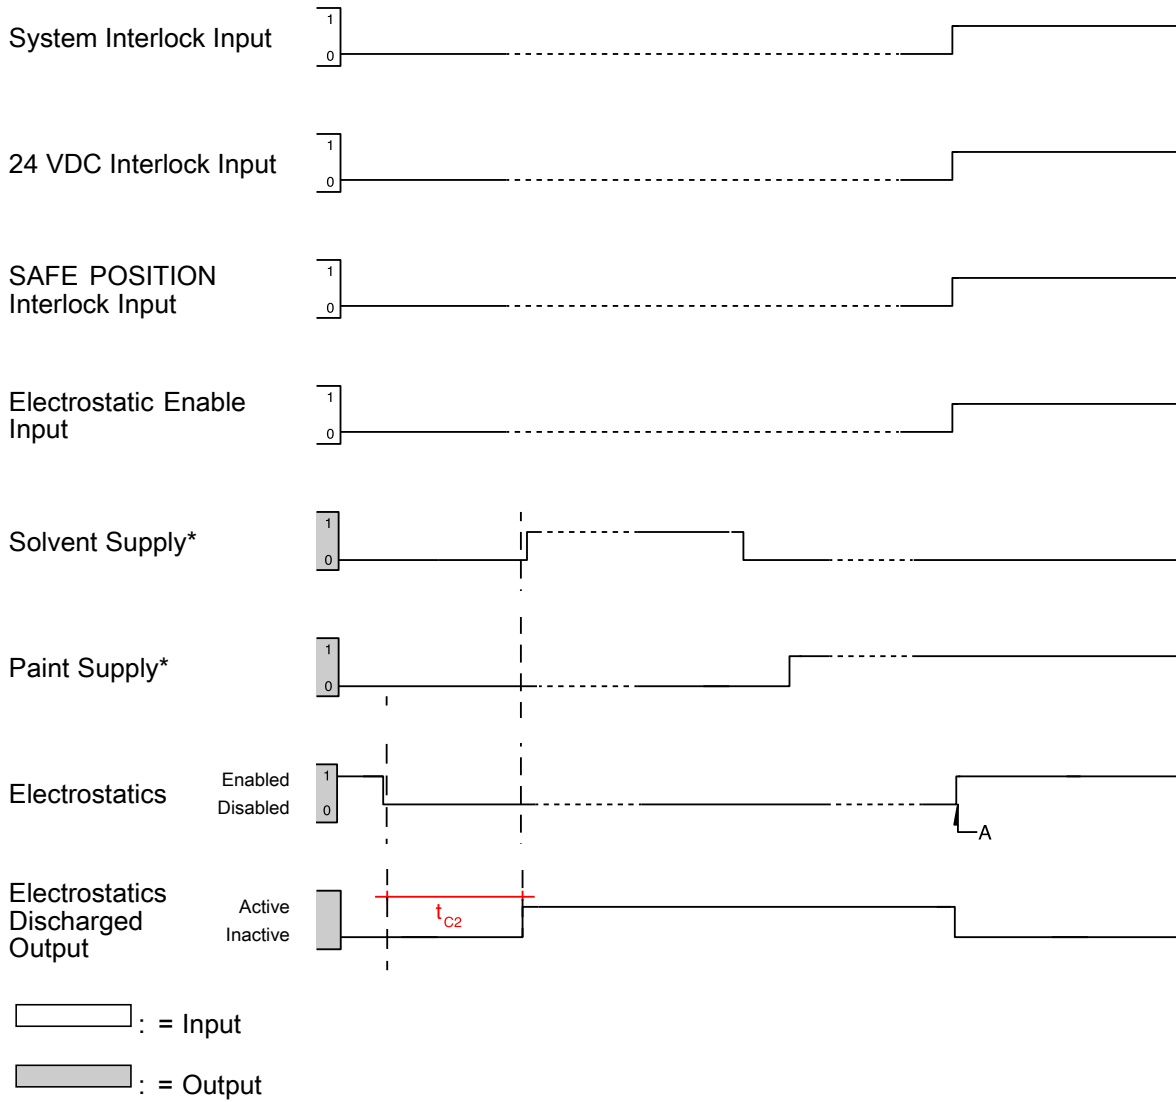 System Interlock Input
1
0
24 VDC Interlock Input
1
0
SAFE POSITION
Interlock Input
1
0
Electrostatic Enable
Input
1
0
Solvent Supply*
1
0
Paint Supply*
1
0
Electrostatics
Enabled
Disabled
1
0
A
Electrostatics
Discharged
Output
Active
Inactive
tC2
: = Input
: = Output